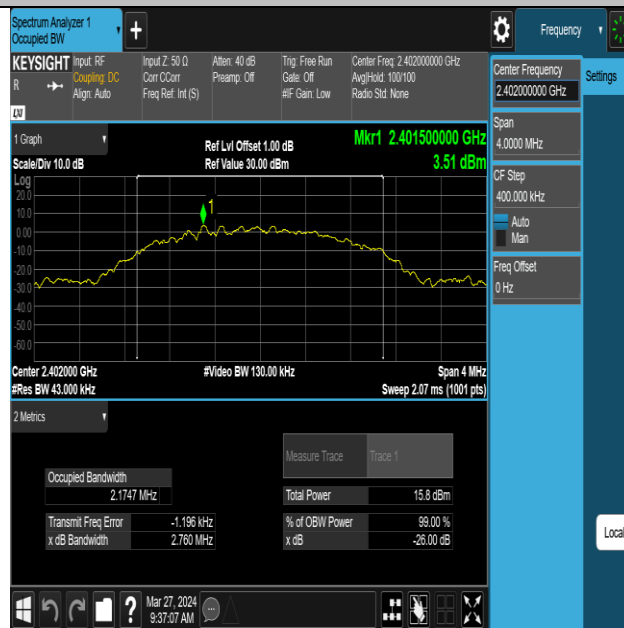 Spectrum Analyzer 1
Occupied BW
+
Frequency
KEYSIGHT
R
LXI
Input: RF
Coupling: DC
Align: Auto
Input Z: 50 Ω
Corr CCorr
Freq Ref: Int (S)
Atten: 40 dB
Preamp: Off
Trig: Free Run
Gate: Off
#IF Gain: Low
Center Freq: 2.402000000 GHz
Avg|Hold: 100/100
Radio Std: None
Center Frequency
2.402000000 GHz
Settings
Span
4.0000 MHz
CF Step
400.000 kHz
Auto
Man
Freq Offset
0 Hz
Local
1 Graph
Scale/Div 10.0 dB
Ref Lvl Offset 1.00 dB
Ref Value 30.00 dBm
Mkr1 2.401500000 GHz
3.51 dBm
Log
20.0
10.0
0.00
-10.0
-20.0
-30.0
-40.0
-50.0
-60.0
1
Center 2.402000 GHz
#Video BW 130.00 kHz
Span 4 MHz
#Res BW 43.000 kHz
Sweep 2.07 ms (1001 pts)
2 Metrics
Measure Trace
Trace 1
Occupied Bandwidth
2.1747 MHz
Total Power
15.8 dBm
Transmit Freq Error
-1.196 kHz
% of OBW Power
99.00 %
x dB Bandwidth
2.760 MHz
x dB
-26.00 dB
?
Mar 27, 2024
9:37:07 AM